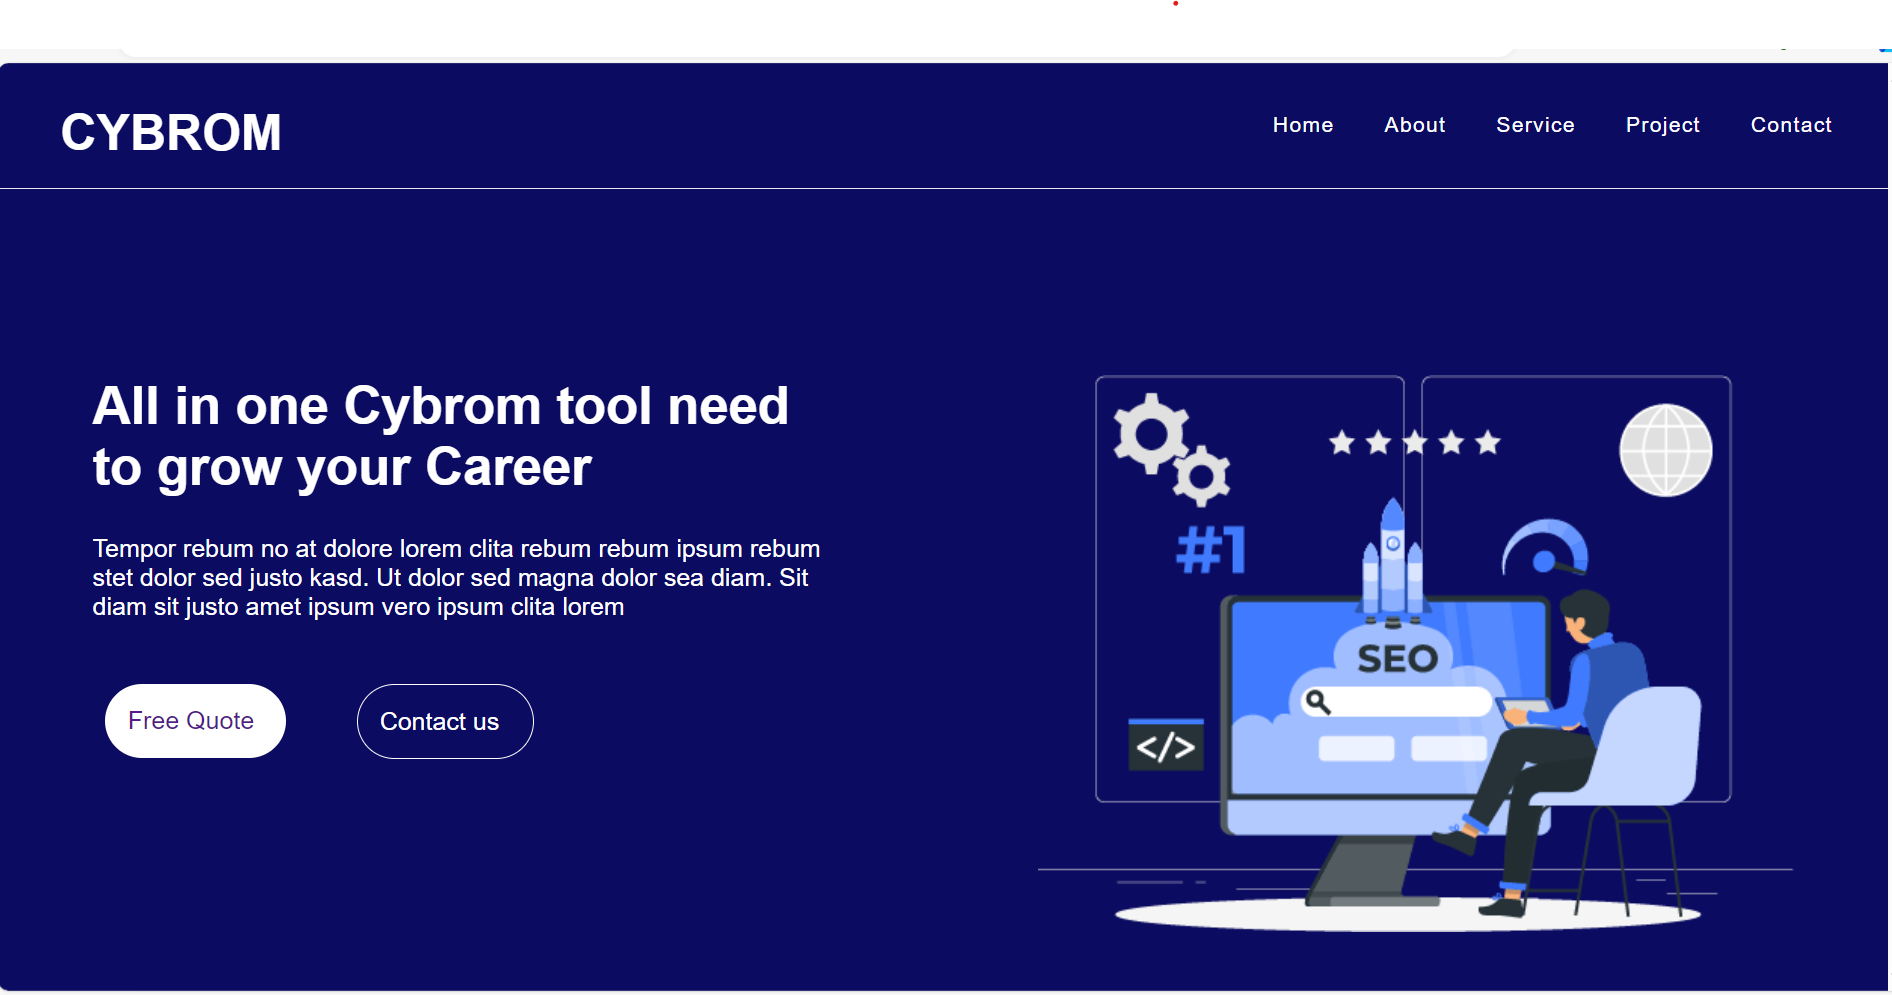 CYBROM
Home About Service Project Contact
All in one Cybrom tool need
to grow your Career
Tempor rebum no at dolore lorem clita rebum rebum ipsum rebum
stet dolor sed justo kasd. Ut dolor sed magna dolor sea diam. Sit
diam sit justo amet ipsum vero ipsum clita lorem
Free Quote
Contact us
#1
SEO
</>